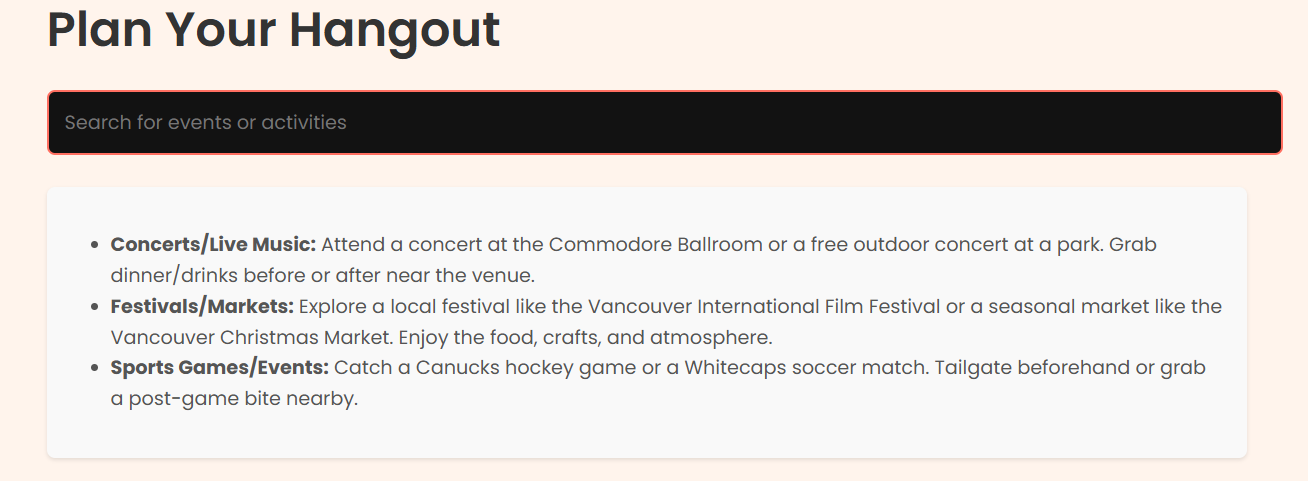 Plan Your Hangout
Search for events or activities
• Concerts/Live Music: Attend a concert at the Commodore Ballroom or a free outdoor concert at a park. Grab
dinner/drinks before or after near the venue.
• Festivals/Markets: Explore a local festival like the Vancouver International Film Festival or a seasonal market like the
Vancouver Christmas Market. Enjoy the food, crafts, and atmosphere.
• Sports Games/Events: Catch a Canucks hockey game or a Whitecaps soccer match. Tailgate beforehand or grab
a post-game bite nearby.